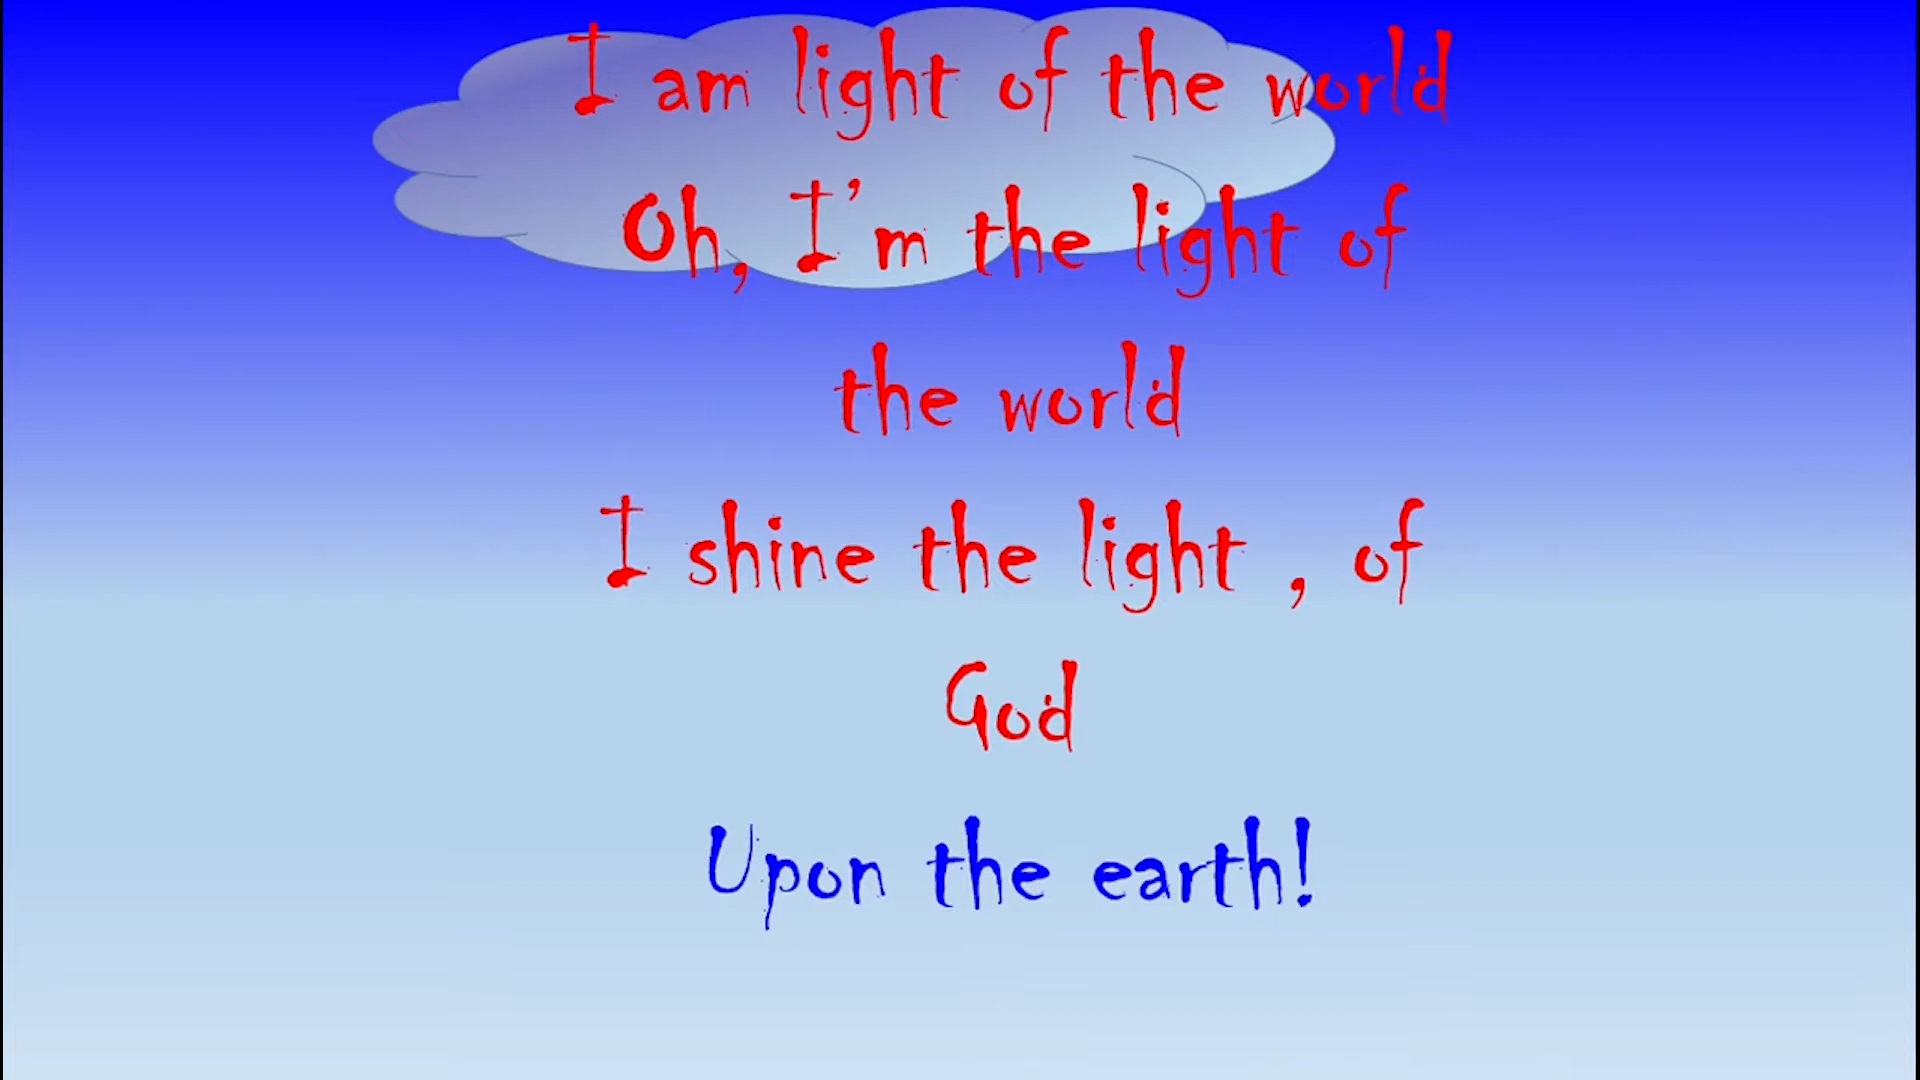 I am light of the world
Oh, I'm the light of
the world
I shine the light , of
God
Upon the earth!